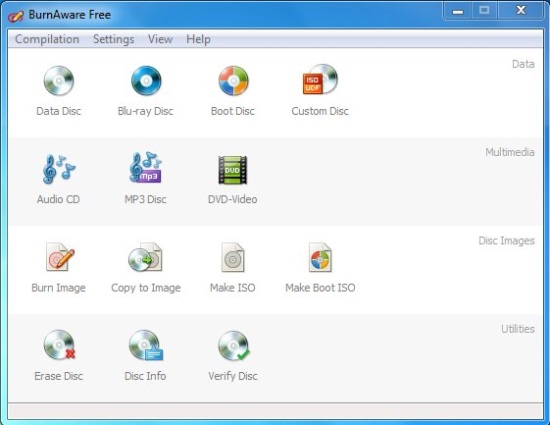 BurnAware Free
Compilation Settings View Help
Data
Data Disc Blu-ray Disc Boot Disc Custom Disc
ISO
UDF
Multimedia
Audio CD MP3 Disc DVD-Video
mp3
DVD
Disc Images
Burn Image Copy to Image Make ISO Make Boot ISO
Utilities
Erase Disc Disc Info Verify Disc